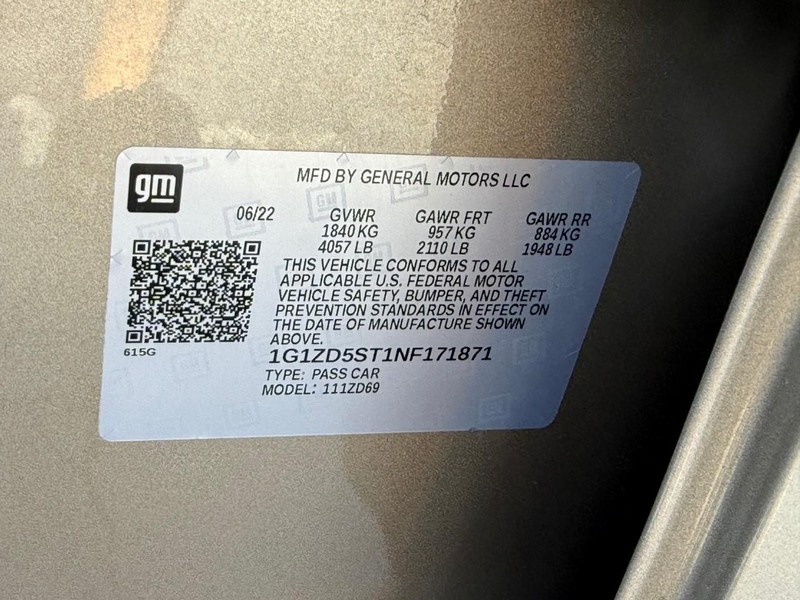 gm
MFD BY GENERAL MOTORS LLC
06/22 GVWR GAWR FRT GAWR RR
1840 KG 957 KG 884 KG
4057 LB 2110 LB 1948 LB
THIS VEHICLE CONFORMS TO ALL
APPLICABLE U.S. FEDERAL MOTOR
VEHICLE SAFETY, BUMPER, AND THEFT
PREVENTION STANDARDS IN EFFECT ON
THE DATE OF MANUFACTURE SHOWN
ABOVE.
615G
1G1ZD5ST1NF171871
TYPE: PASS CAR
MODEL: 111ZD69